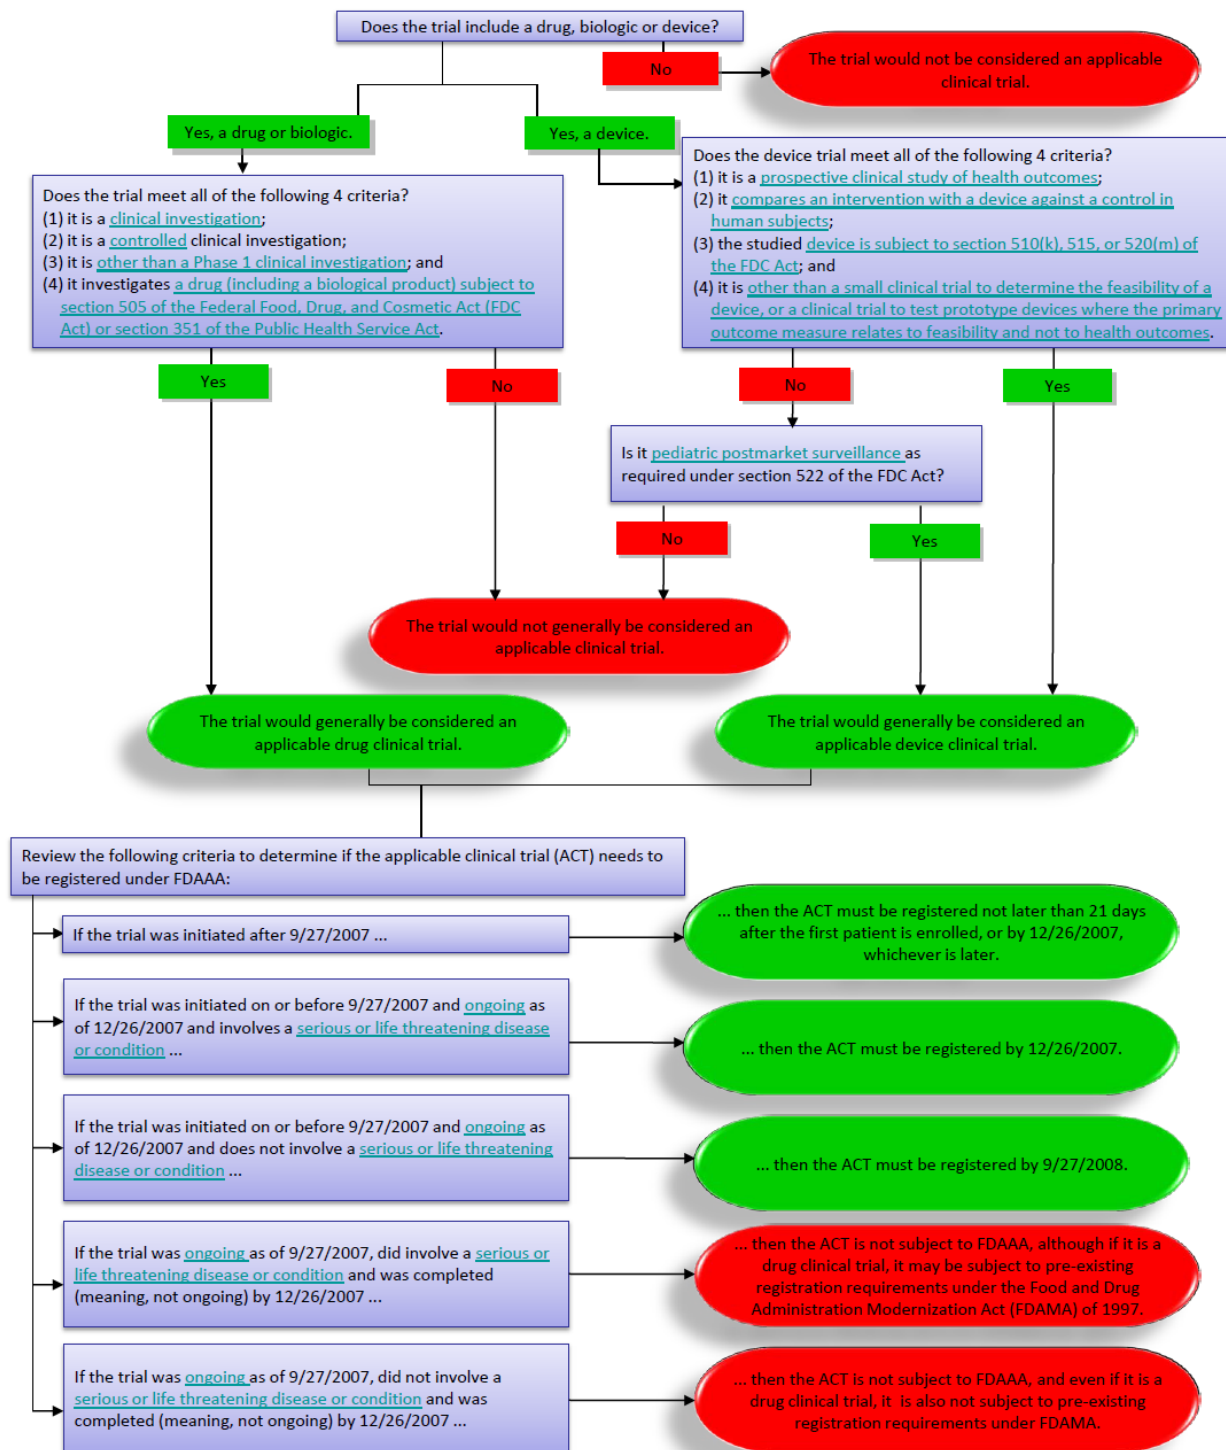 Does the trial include a drug, biologic or device?
No
The trial would not be considered an applicable
clinical trial.
Yes, a drug or biologic.
Yes, a device.
Does the trial meet all of the following 4 criteria?
(1) it is a clinical investigation;
(2) it is a controlled clinical investigation;
(3) it is other than a Phase 1 clinical investigation; and
(4) it investigates a drug (including a biological product) subject to
section 505 of the Federal Food, Drug, and Cosmetic Act (FDC
Act) or section 351 of the Public Health Service Act.
Does the device trial meet all of the following 4 criteria?
(1) it is a prospective clinical study of health outcomes;
(2) it compares an intervention with a device against a control in
human subjects;
(3) the studied device is subject to section 510(k), 515, or 520(m) of
the FDC Act; and
(4) it is other than a small clinical trial to determine the feasibility of a
device, or a clinical trial to test prototype devices where the primary
outcome measure relates to feasibility and not to health outcomes.
Yes
No
No
Yes
Is it pediatric postmarket surveillance as
required under section 522 of the FDC Act?
No
Yes
The trial would not generally be considered an
applicable clinical trial.
The trial would generally be considered an
applicable drug clinical trial.
The trial would generally be considered an
applicable device clinical trial.
Review the following criteria to determine if the applicable clinical trial (ACT) needs to
be registered under FDAAA:
If the trial was initiated after 9/27/2007 ...
... then the ACT must be registered not later than 21 days
after the first patient is enrolled, or by 12/26/2007,
whichever is later.
If the trial was initiated on or before 9/27/2007 and ongoing as
of 12/26/2007 and involves a serious or life threatening disease
or condition ...
... then the ACT must be registered by 12/26/2007.
If the trial was initiated on or before 9/27/2007 and ongoing as
of 12/26/2007 and does not involve a serious or life threatening
disease or condition ...
... then the ACT must be registered by 9/27/2008.
If the trial was ongoing as of 9/27/2007, did involve a serious or
life threatening disease or condition and was completed
(meaning, not ongoing) by 12/26/2007 ...
... then the ACT is not subject to FDAAA, although if it is a
drug clinical trial, it may be subject to pre-existing
registration requirements under the Food and Drug
Administration Modernization Act (FDAMA) of 1997.
If the trial was ongoing as of 9/27/2007, did not involve a
serious or life threatening disease or condition and was
completed (meaning, not ongoing) by 12/26/2007 ...
... then the ACT is not subject to FDAAA, and even if it is a
drug clinical trial, it is also not subject to pre-existing
registration requirements under FDAMA.